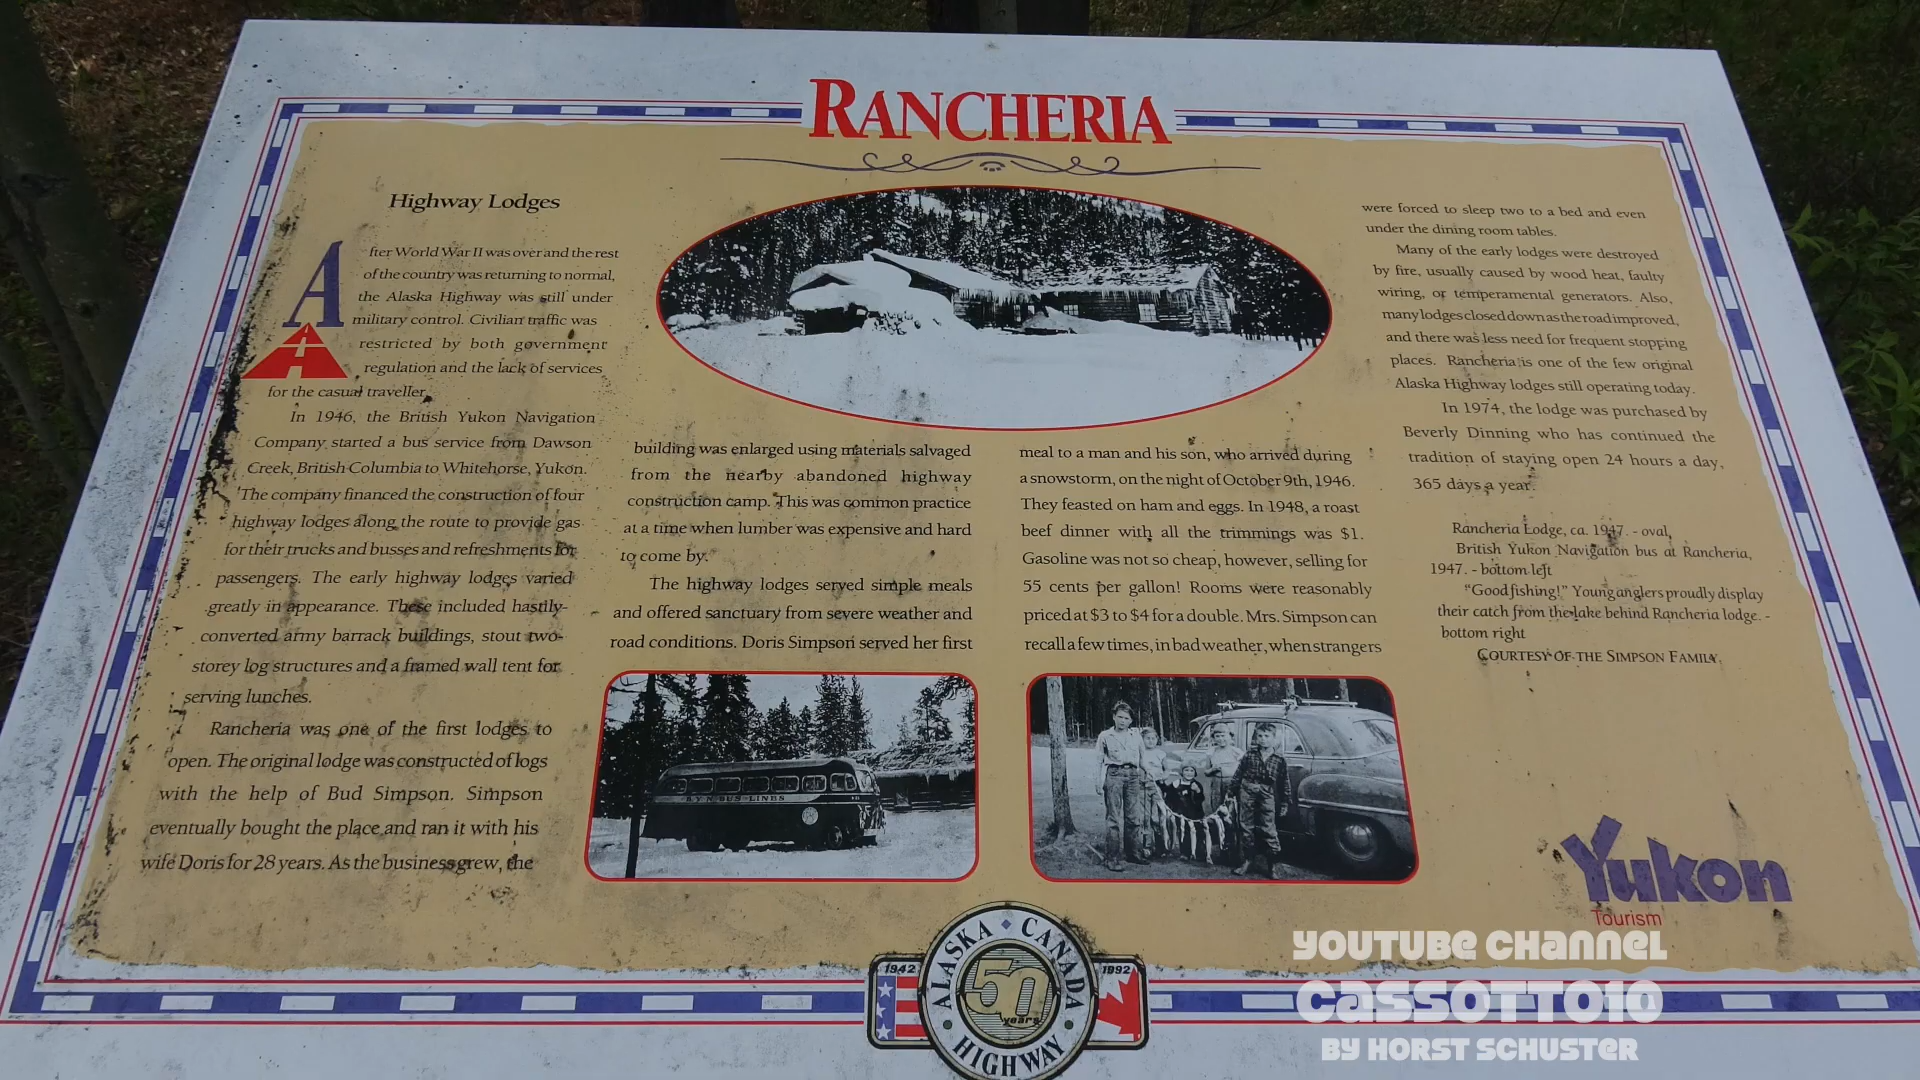 RANCHERIA
Highway Lodges
After World War II was over and the rest
of the country was returning to normal,
the Alaska Highway was still under
military control. Civilian traffic was
restricted by both government
regulation and the lack of services
for the casual traveller.
In 1946, the British Yukon Navigation
Company started a bus service from Dawson
Creek, British Columbia to Whitehorse, Yukon.
The company financed the construction of four
highway lodges along the route to provide gas
for their trucks and busses and refreshments for
passengers. The early highway lodges varied
greatly in appearance. These included hastily-
converted army barrack buildings, stout two-
storey log structures and a framed wall tent for
serving lunches.
Rancheria was one of the first lodges to
open. The original lodge was constructed of logs
with the help of Bud Simpson. Simpson
eventually bought the place and ran it with his
wife Doris for 28 years. As the business grew, the
building was enlarged using materials salvaged
from the nearby abandoned highway
construction camp. This was common practice
at a time when lumber was expensive and hard
to come by.
The highway lodges served simple meals
and offered sanctuary from severe weather and
road conditions. Doris Simpson served her first
meal to a man and his son, who arrived during
a snowstorm, on the night of October 9th, 1946.
They feasted on ham and eggs. In 1948, a roast
beef dinner with all the trimmings was $1.
Gasoline was not so cheap, however, selling for
55 cents per gallon! Rooms were reasonably
priced at $3 to $4 for a double. Mrs. Simpson can
recall a few times, in bad weather, when strangers
were forced to sleep two to a bed and even
under the dining room tables.
Many of the early lodges were destroyed
by fire, usually caused by wood heat, faulty
wiring, or temperamental generators. Also,
many lodges closed down as the road improved,
and there was less need for frequent stopping
places. Rancheria is one of the few original
Alaska Highway lodges still operating today.
In 1974, the lodge was purchased by
Beverly Dinning who has continued the
tradition of staying open 24 hours a day,
365 days a year.
Rancheria Lodge, ca. 1947. - oval,
British Yukon Navigation bus at Rancheria,
1947. - bottom left
"Good fishing!" Young anglers proudly display
their catch from the lake behind Rancheria lodge. -
bottom right
COURTESY OF THE SIMPSON FAMILY.
B.Y.N. BUS LINES
Yukon
Tourism
1942
ALASKA CANADA
50
years
HIGHWAY
1992
YOUTUBE CHANNEL
CASSOTTO10
BY HORST SCHUSTER